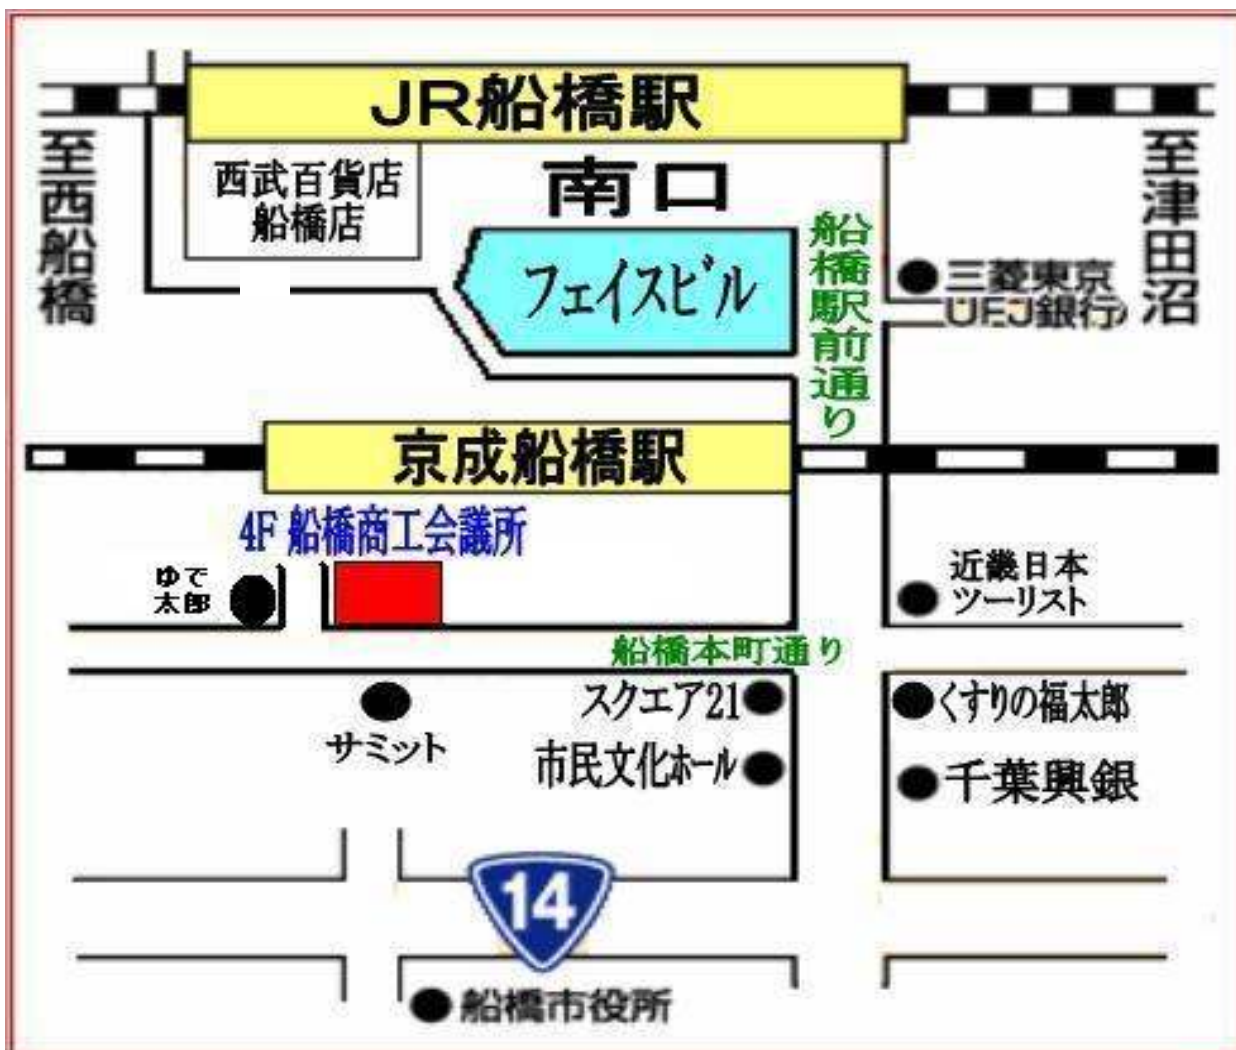 JR船橋駅
至西船橋
西武百貨店
船橋店
南口
至津田沼
フェイスビル
船橋駅前通り
三菱東京
UFJ銀行
京成船橋駅
4F 船橋商工会議所
ゆで
太郎
近畿日本
ツーリスト
船橋本町通り
サミット
スクエア21
くすりの福太郎
市民文化ホール
千葉興銀
14
船橋市役所